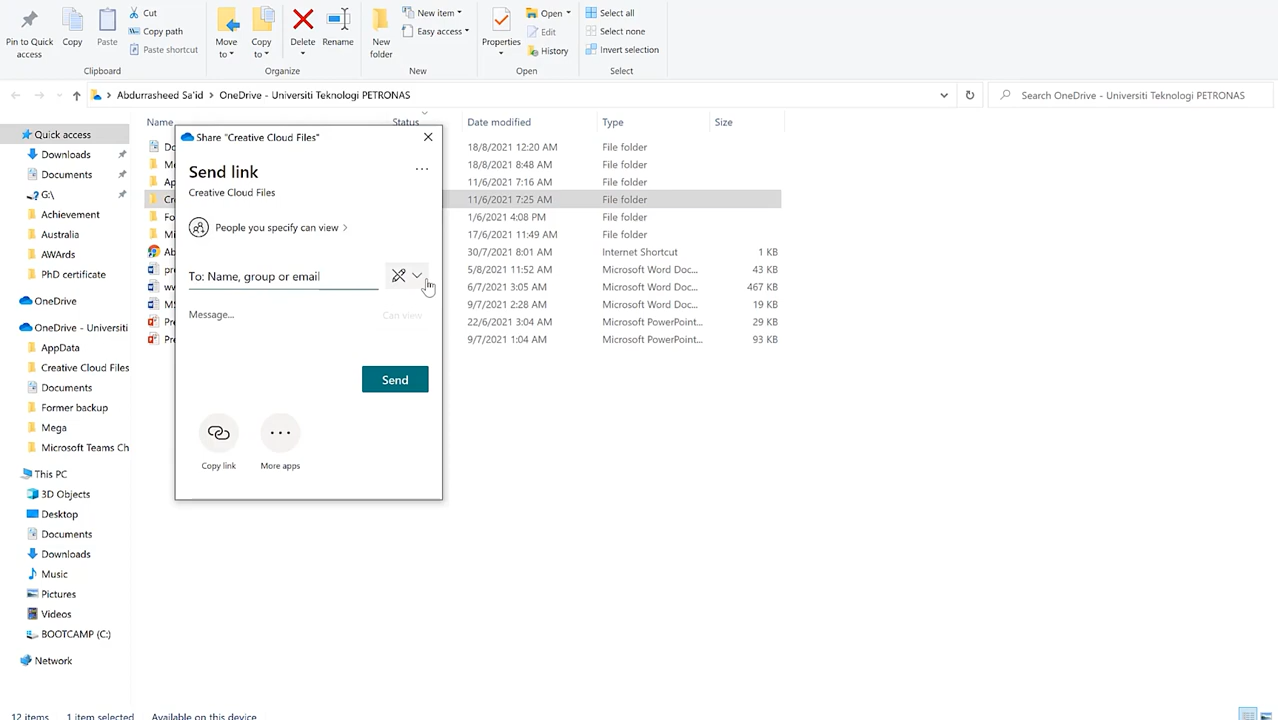 Pin to Quick access
Copy
Paste
Cut
Copy path
Paste shortcut
Clipboard
Move to
Copy to
Delete
Rename
Organize
New folder
New item
Easy access
New
Properties
Open
Edit
History
Open
Select all
Select none
Invert selection
Select
Abdurrasheed Sa'id
OneDrive - Universiti Teknologi PETRONAS
Search OneDrive - Universiti Teknologi PETRONAS
Name
Status
Date modified
Type
Size
18/8/2021 12:20 AM File folder
18/8/2021 8:48 AM File folder
11/6/2021 7:16 AM File folder
11/6/2021 7:25 AM File folder
1/6/2021 4:08 PM File folder
17/6/2021 11:49 AM File folder
30/7/2021 8:01 AM Internet Shortcut 1 KB
5/8/2021 11:52 AM Microsoft Word Doc... 43 KB
6/7/2021 3:05 AM Microsoft Word Doc... 467 KB
9/7/2021 2:28 AM Microsoft Word Doc... 19 KB
22/6/2021 3:04 AM Microsoft PowerPoint... 29 KB
9/7/2021 1:04 AM Microsoft PowerPoint... 93 KB
Share "Creative Cloud Files"
Send link
Creative Cloud Files
People you specify can view
To: Name, group or email
Message...
Can view
Send
Copy link
More apps
Quick access
Downloads
Documents
G:\
Achievement
Australia
AWArds
PhD certificate
OneDrive
OneDrive - Universiti
AppData
Creative Cloud Files
Documents
Former backup
Mega
Microsoft Teams Ch
This PC
3D Objects
Desktop
Documents
Downloads
Music
Pictures
Videos
BOOTCAMP (C:)
Network
12 items
1 item selected
Available on this device